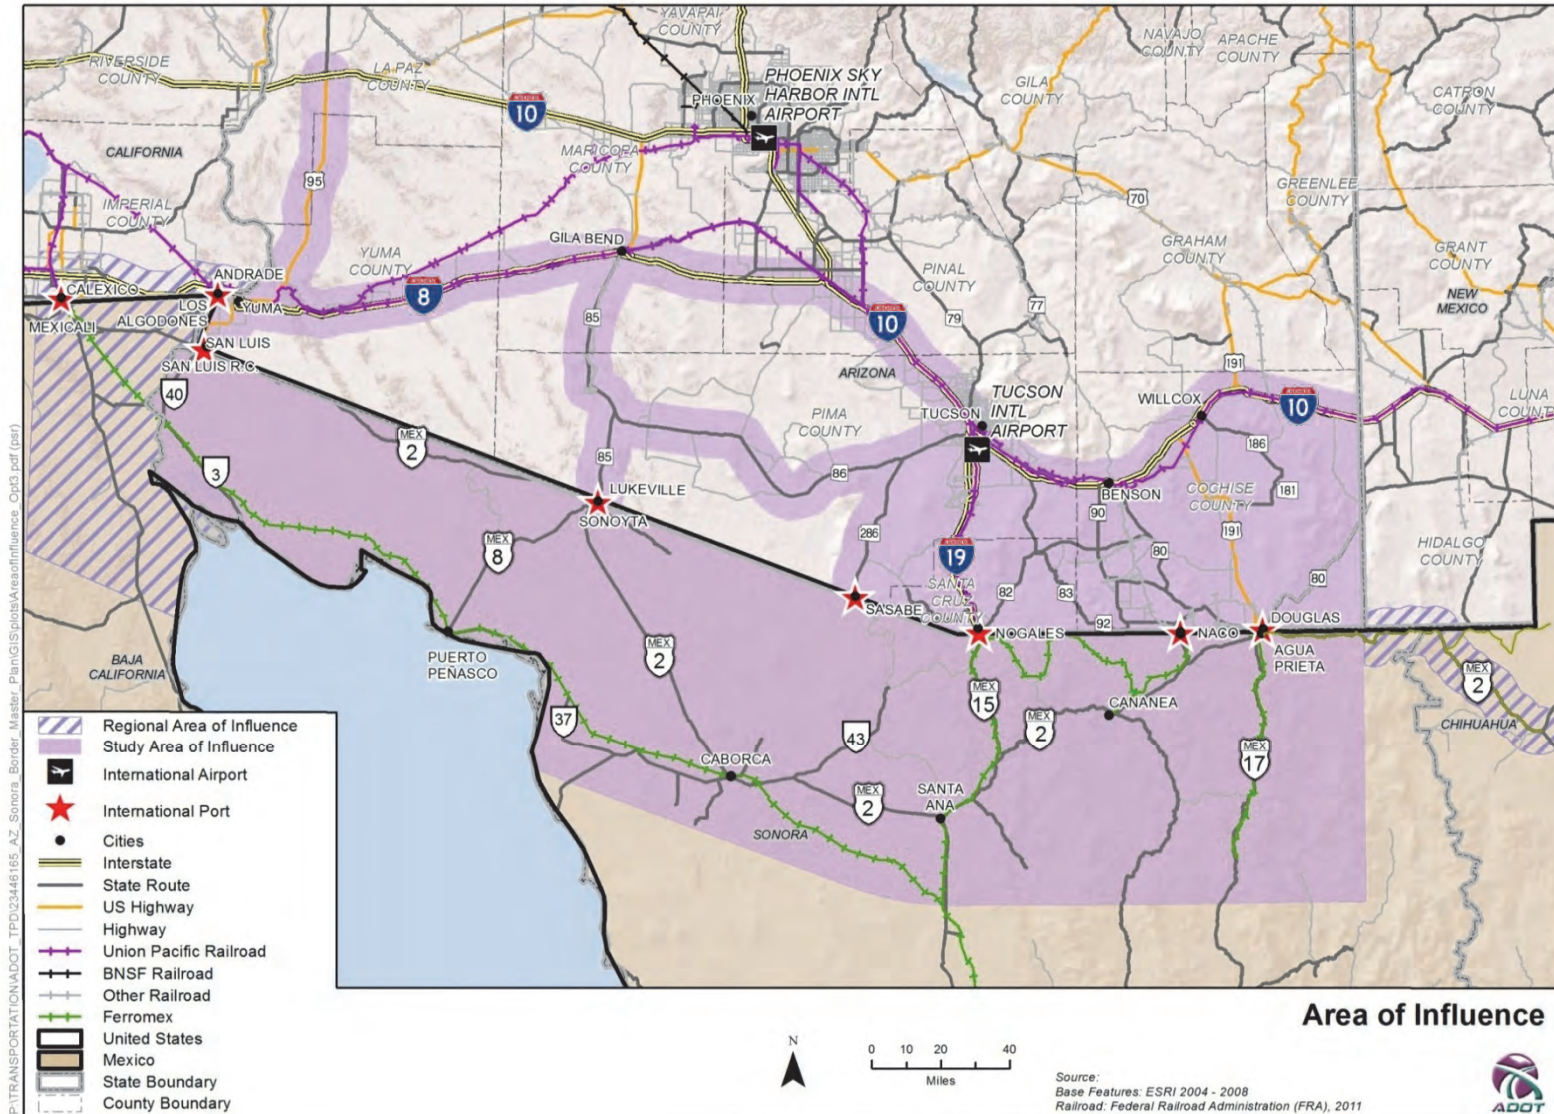 YAVAPAI
COUNTY
NAVAJO
COUNTY
APACHE
COUNTY
RIVERSIDE
COUNTY
LA PAZ
COUNTY
PHOENIX SKY
HARBOR INTL
AIRPORT
PHOENIX
GILA
COUNTY
CATRON
COUNTY
10
CALIFORNIA
MARICOPA
COUNTY
95
IMPERIAL
COUNTY
70
GREENLEE
COUNTY
GILA BEND
YUMA
COUNTY
GRAHAM
COUNTY
GRANT
COUNTY
PINAL
COUNTY
ANDRADE
CALEXICO
LOS
ALGODONES
YUMA
8
NEW
MEXICO
MEXICALI
85
10
79
77
SAN LUIS
SAN LUIS R.C.
ARIZONA
191
40
TUCSON
INTL
AIRPORT
TUCSON
WILLCOX
10
LUNA
COUNTY
PIMA
COUNTY
MEX
2
186
3
85
86
LUKEVILLE
SONOYTA
BENSON
COCHISE
COUNTY
181
90
286
191
MEX
8
19
80
HIDALGO
COUNTY
SANTA
CRUZ
COUNTY
82
83
80
SASABE
92
NOGALES
NACO
DOUGLAS
AGUA
PRIETA
PUERTO
PEÑASCO
MEX
2
BAJA
CALIFORNIA
MEX
15
CANANEA
MEX
2
CHIHUAHUA
37
43
MEX
2
MEX
17
CABORCA
MEX
2
SANTA
ANA
SONORA
Regional Area of Influence
Study Area of Influence
International Airport
International Port
Cities
Interstate
State Route
US Highway
Highway
Union Pacific Railroad
BNSF Railroad
Other Railroad
Ferromex
United States
Mexico
State Boundary
County Boundary
Area of Influence
N
0 10 20 40
Miles
Source:
Base Features: ESRI 2004 - 2008
Railroad: Federal Railroad Administration (FRA), 2011
ADOT
P:\TRANSPORTATION\ADOT_TPD\23446165_AZ_Sonora_Border_Master_Plan\GIS\plots\AreaofInfluence_Opt3.pdf (psr)